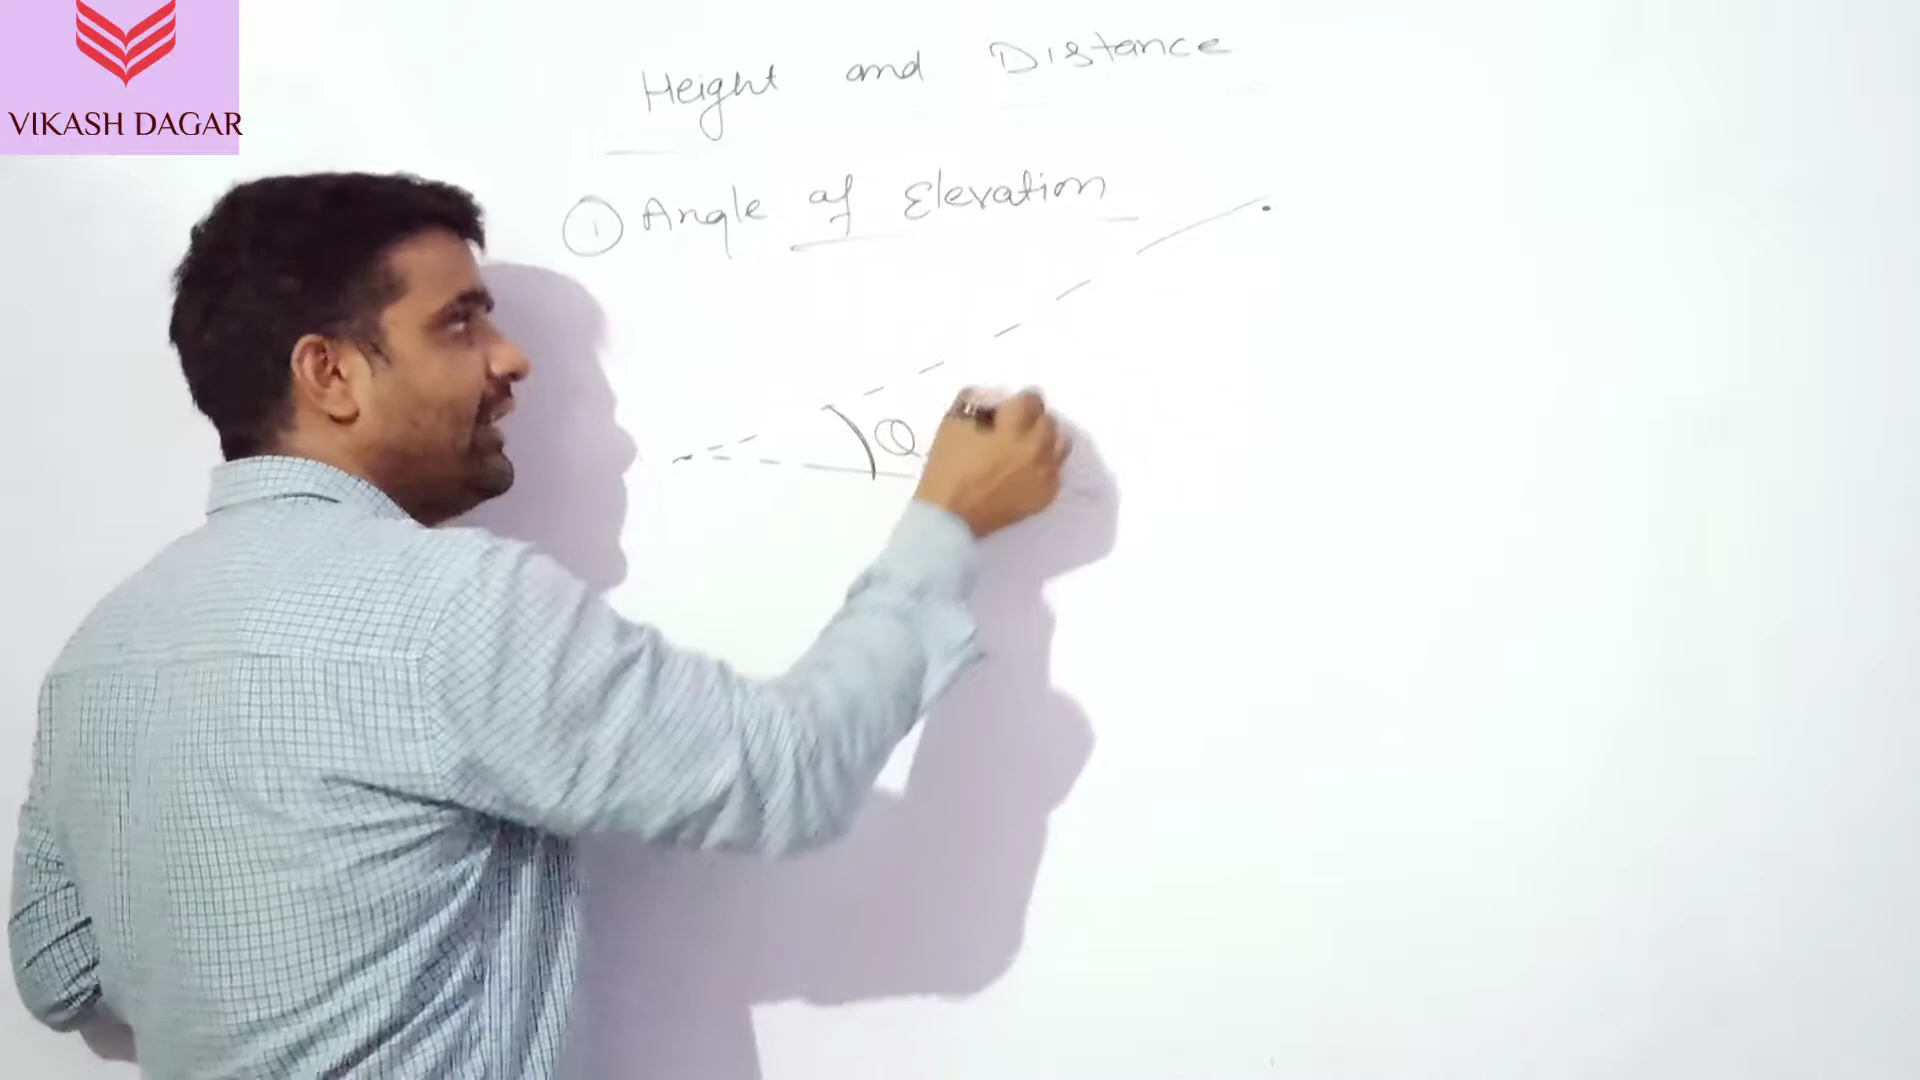 VIKASH DAGAR
Height and Distance
① Angle of Elevation
θ